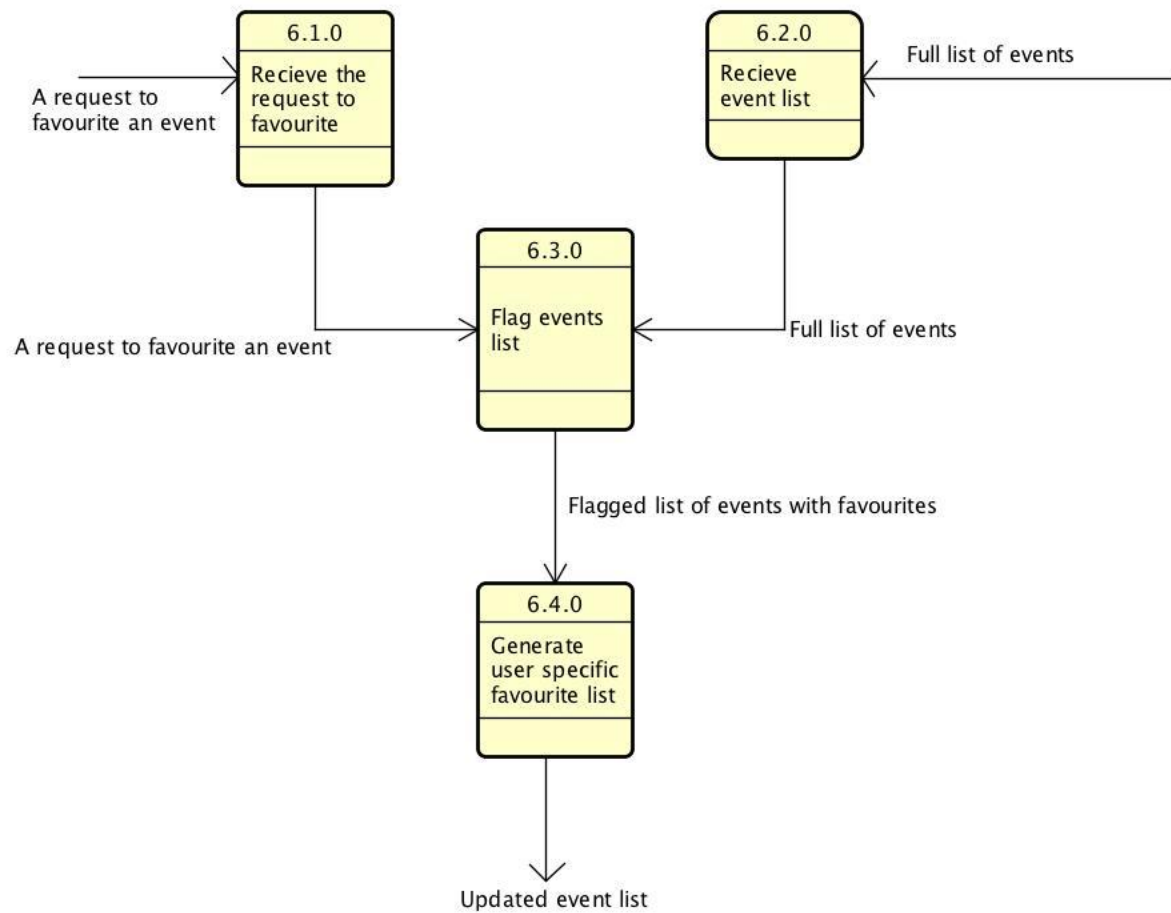 6.1.0
Recieve the
request to
favourite
A request to
favourite an event
6.2.0
Recieve
event list
Full list of events
6.3.0
Flag events
list
A request to favourite an event
Full list of events
Flagged list of events with favourites
6.4.0
Generate
user specific
favourite list
Updated event list